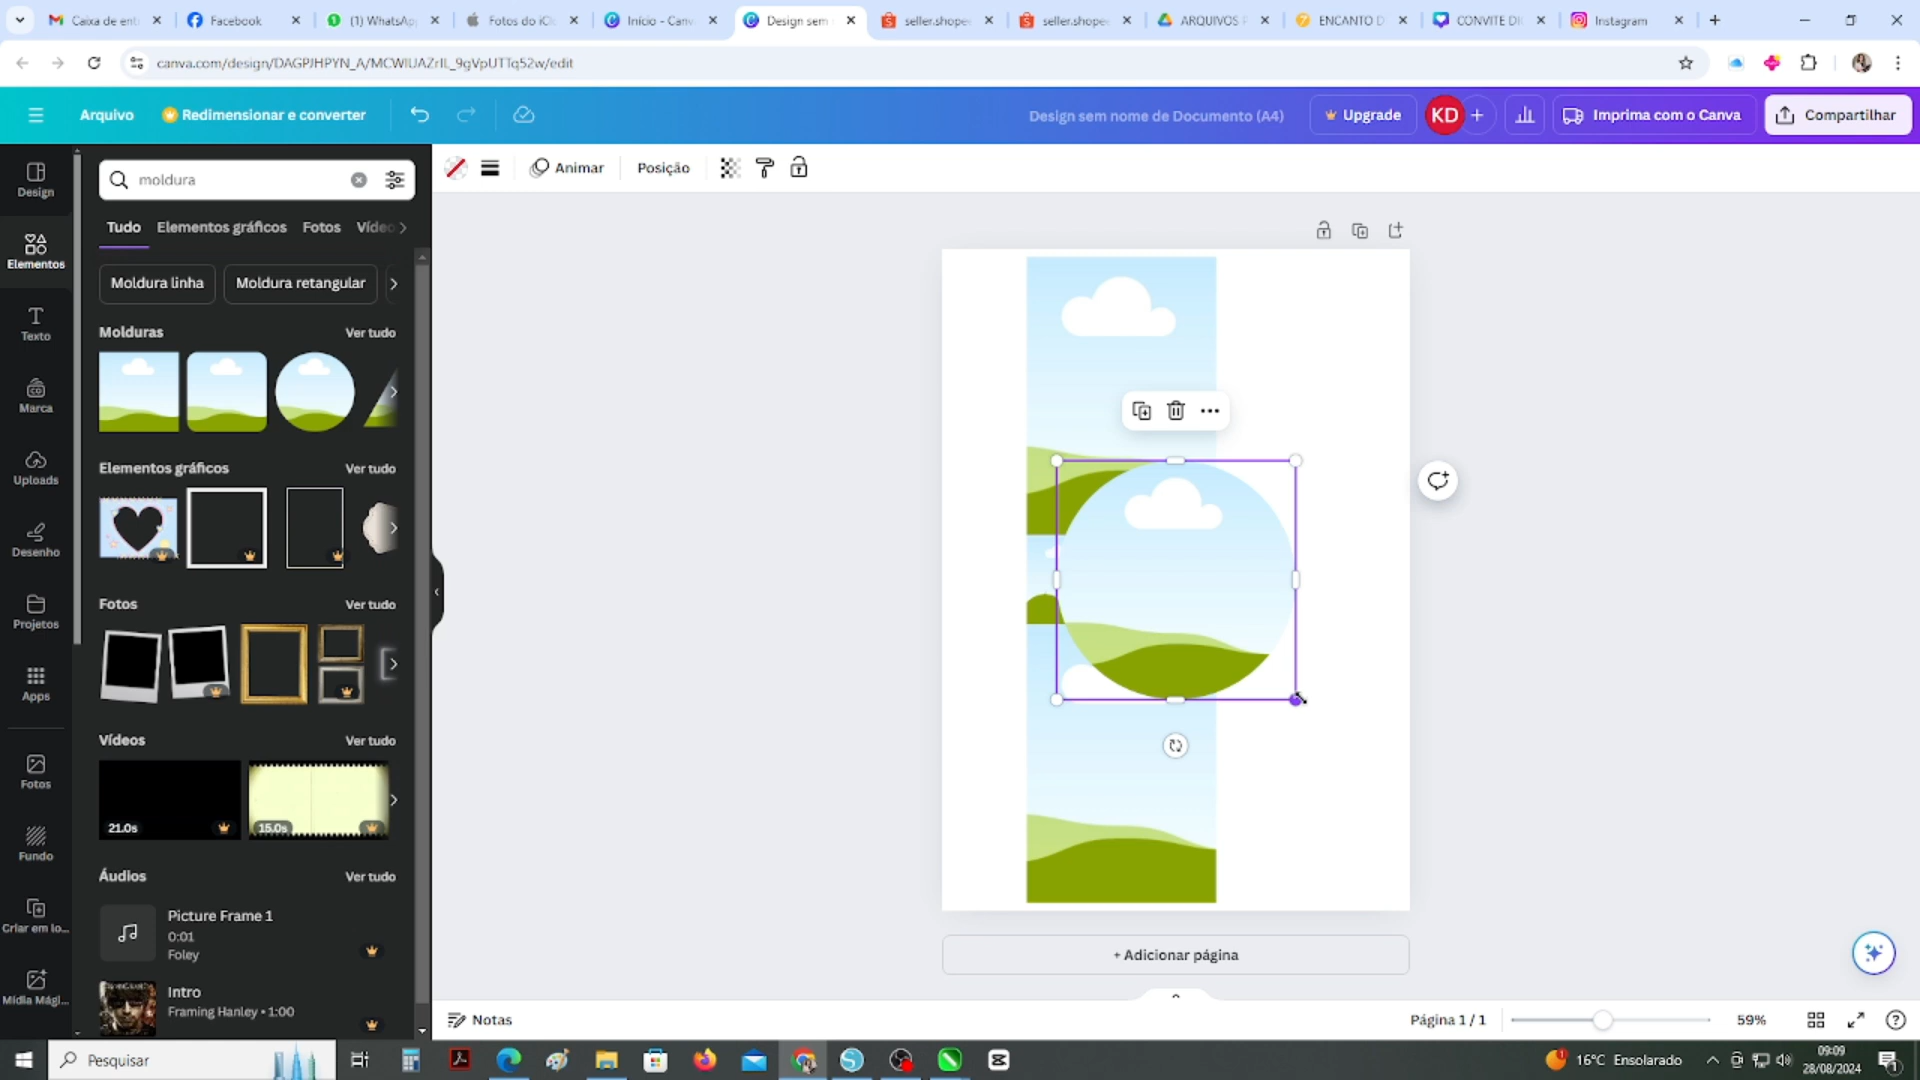 Caixa de ent
Facebook
(1) WhatsAp
Fotos do iClo
Início - Canv
Design sem
seller.shopee
seller.shopee
ARQUIVOS P
ENCANTO D
CONVITE DI
Instagram
canva.com/design/DAGPJHPYN_A/MCWIUAZrIL_9gVpUTTq52w/edit
Arquivo
Redimensionar e converter
Design sem nome de Documento (A4)
Upgrade
KD
Imprima com o Canva
Compartilhar
Design
Elementos
Texto
Marca
Uploads
Desenho
Projetos
Apps
Fotos
Fundo
Criar em lo...
Mídia Mági...
moldura
Tudo
Elementos gráficos
Fotos
Vídeo
Moldura linha
Moldura retangular
Molduras
Ver tudo
Elementos gráficos
Ver tudo
Fotos
Ver tudo
Vídeos
Ver tudo
21.0s
15.0s
Áudios
Ver tudo
Picture Frame 1
0:01
Foley
Intro
Framing Hanley • 1:00
Animar
Posição
+ Adicionar página
Notas
Página 1 / 1
59%
Pesquisar
16°C Ensolarado
09:09
28/08/2024